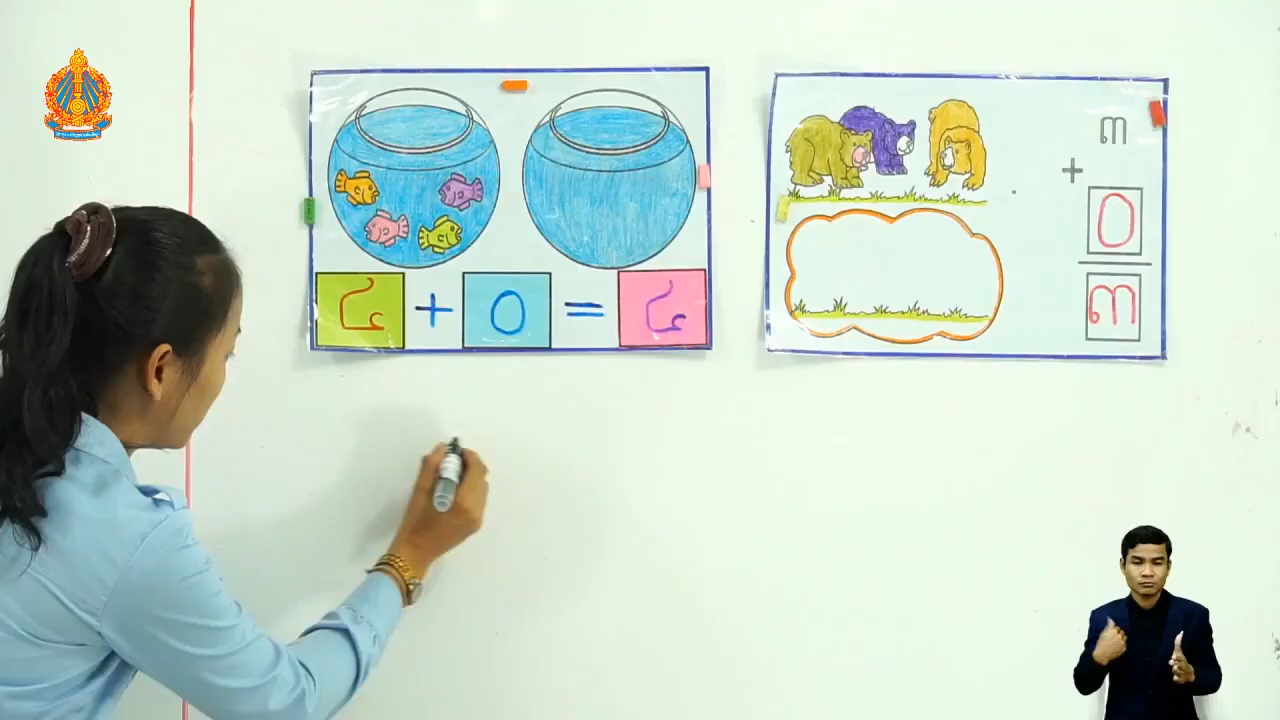 ៤ + ០ = ៤
៣
+
០
៣